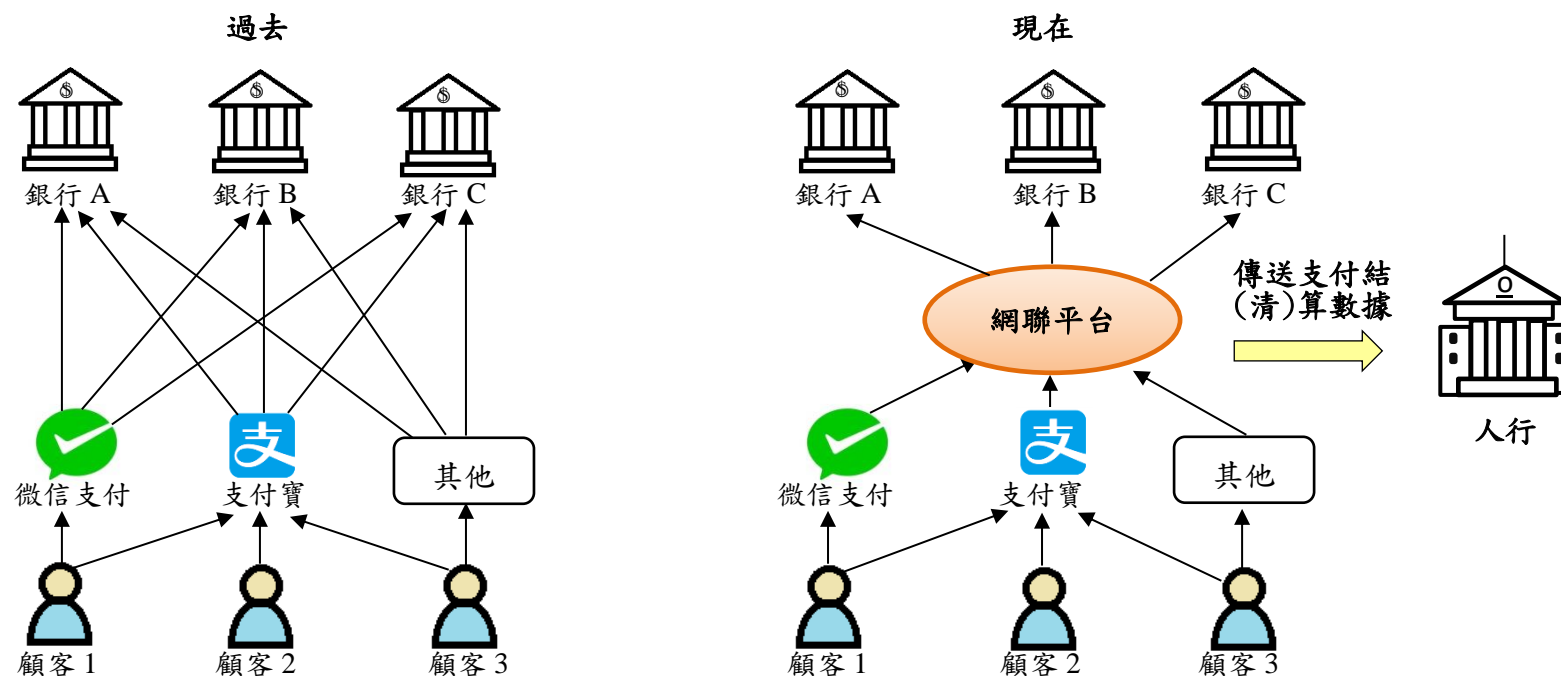 過去
現在
$ $ $
$ $ $
銀行 A 銀行 B 銀行 C
銀行 A 銀行 B 銀行 C
網聯平台
傳送支付結
(清)算數據
人行
支
其他
微信支付 支付寶
支
其他
微信支付 支付寶
顧客 1 顧客 2 顧客 3
顧客 1 顧客 2 顧客 3